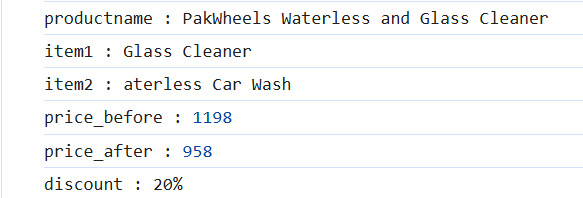 productname : PakWheels Waterless and Glass Cleaner
item1 : Glass Cleaner
item2 : aterless Car Wash
price_before : 1198
price_after : 958
discount : 20%